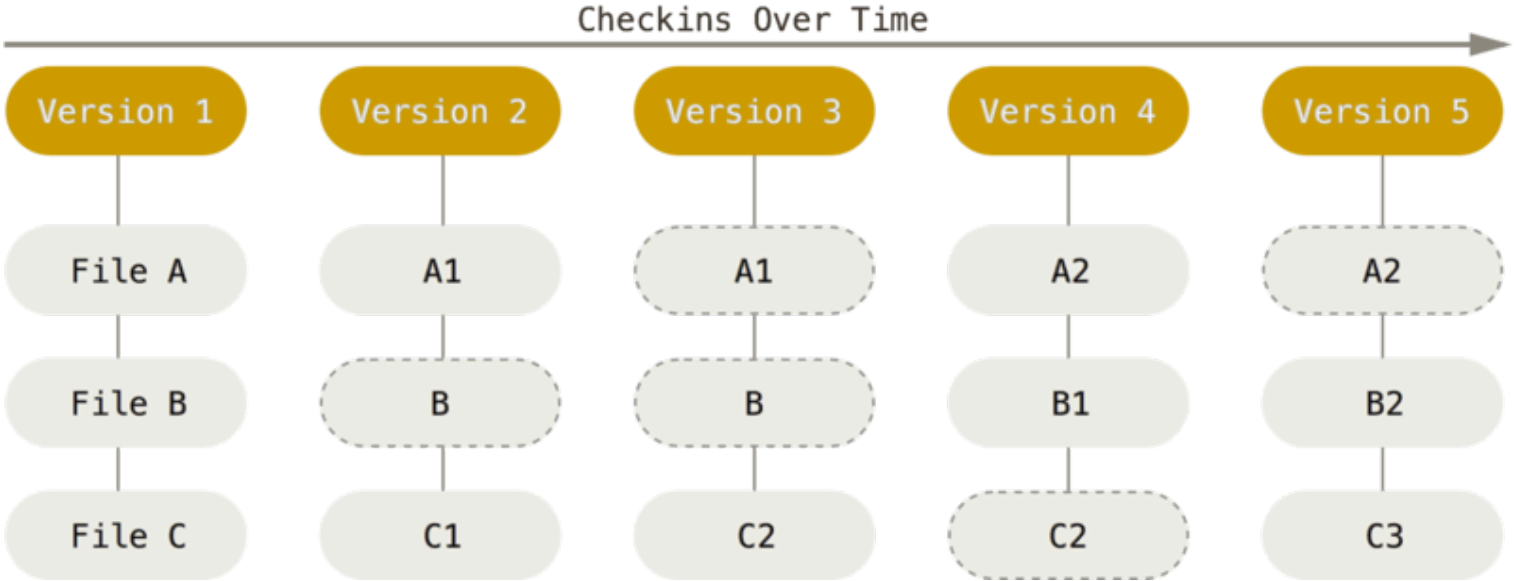 Checkins Over Time
Version 1 Version 2 Version 3 Version 4 Version 5
File A A1 A1 A2 A2
File B B B B1 B2
File C C1 C2 C2 C3